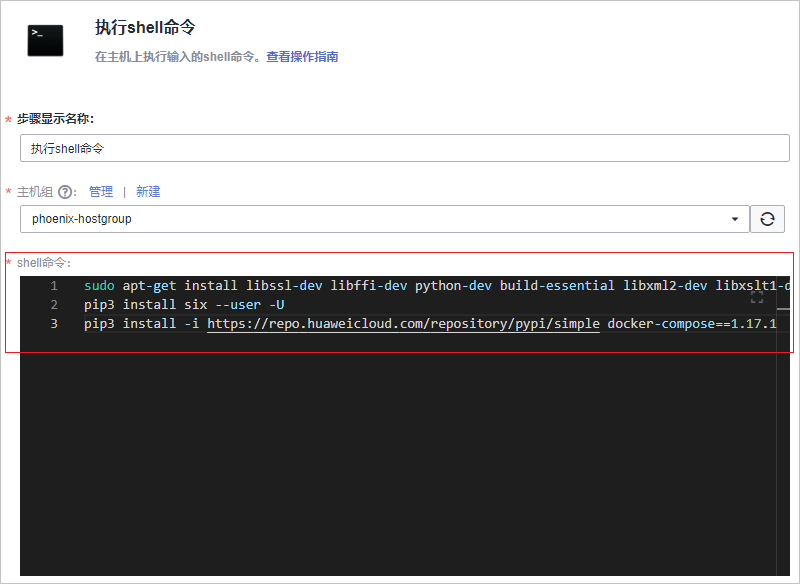 执行shell命令
在主机上执行输入的shell命令。查看操作指南
* 步骤显示名称:
执行shell命令
* 主机组 ?: 管理 | 新建
phoenix-hostgroup
* shell命令:
1 sudo apt-get install libssl-dev libffi-dev python-dev build-essential libxml2-dev libxslt1-d
2 pip3 install six --user -U
3 pip3 install -i https://repo.huaweicloud.com/repository/pypi/simple docker-compose==1.17.1